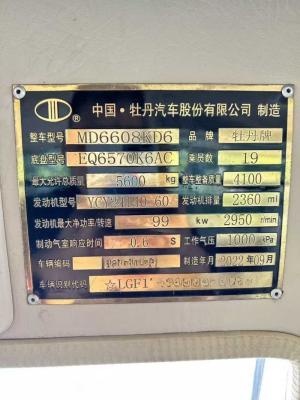 中国·牡丹汽车股份有限公司 制造
整车型号 MD6608KD6 品牌 牡丹牌
底盘型号 EQ6570K6AC 乘员数 19
最大允许总质量 5600 kg 整车整备质量 4100
发动机型号 发动机排量 2360 ml
发动机最大净功率/转速 99 kw 2950 r/min
制动气室响应时间 0.6 S 工作气压 1000 kPa
车辆编码 制造年月 2022年09月
车辆识别代码 ☆LGF1